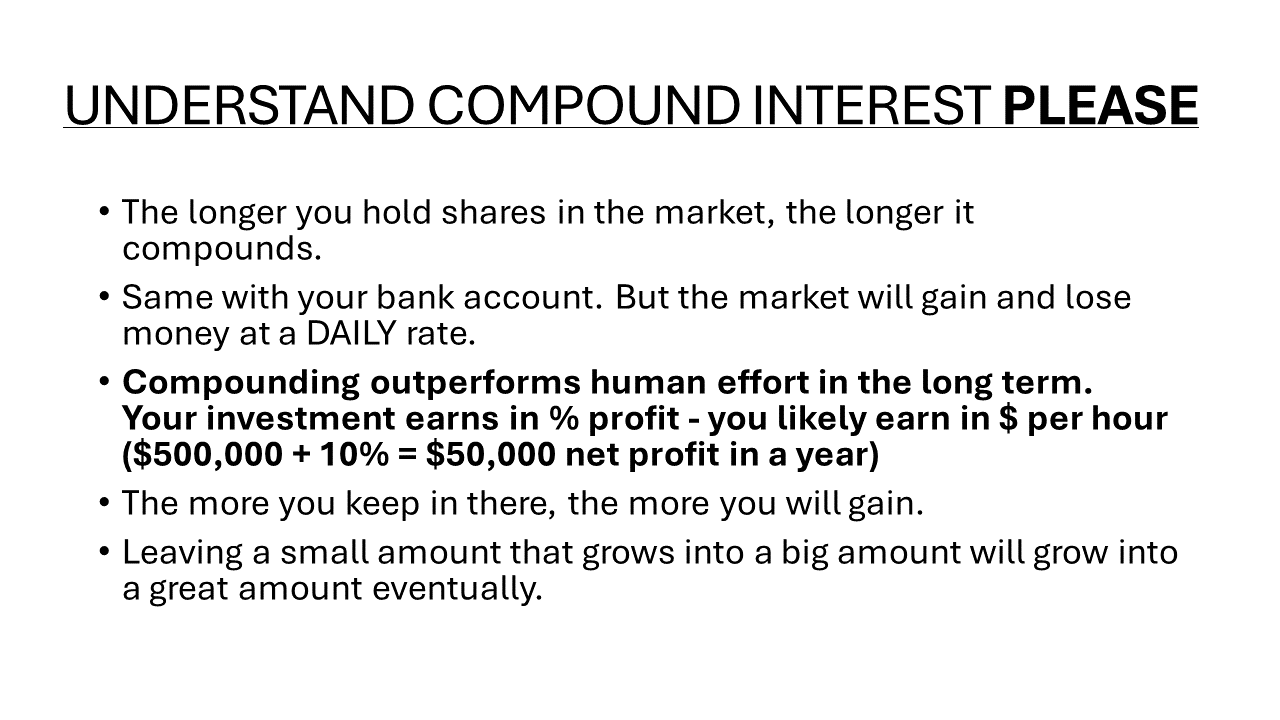 UNDERSTAND COMPOUND INTEREST PLEASE
• The longer you hold shares in the market, the longer it
compounds.
• Same with your bank account. But the market will gain and lose
money at a DAILY rate.
• Compounding outperforms human effort in the long term.
Your investment earns in % profit - you likely earn in $ per hour
($500,000 + 10% = $50,000 net profit in a year)
• The more you keep in there, the more you will gain.
• Leaving a small amount that grows into a big amount will grow into
a great amount eventually.